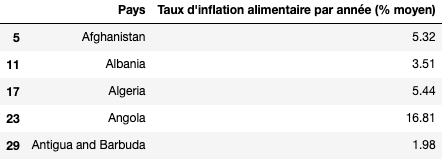 Pays Taux d'inflation alimentaire par année (% moyen)
5 Afghanistan 5.32
11 Albania 3.51
17 Algeria 5.44
23 Angola 16.81
29 Antigua and Barbuda 1.98